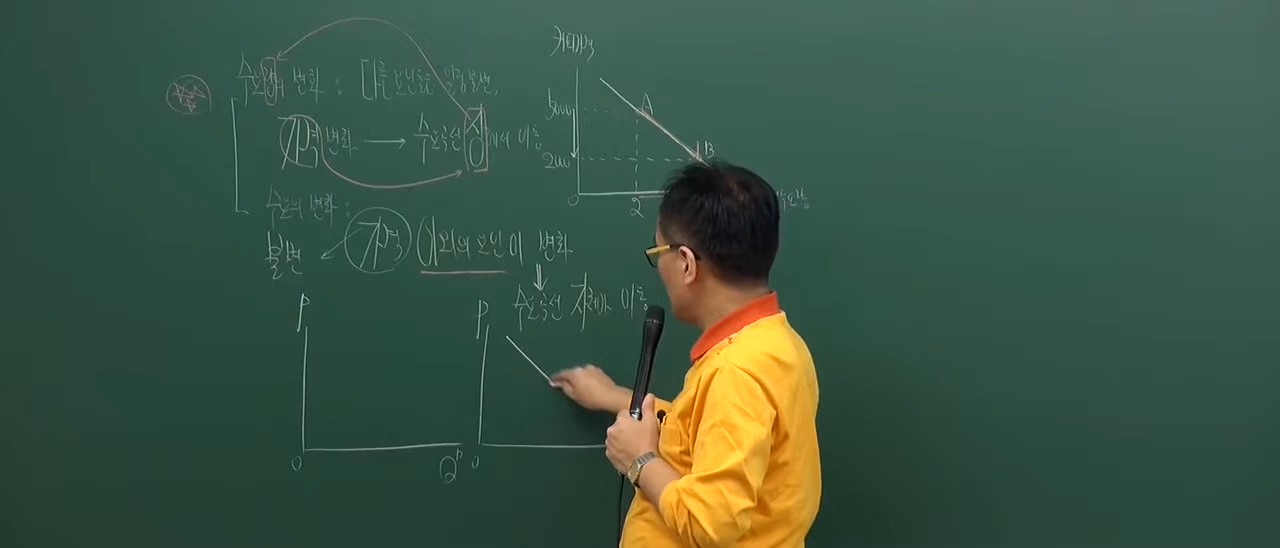 수요량의 변화 : 다른 요인들은 일정불변,
가격 변화 → 수요곡선 상에서 이동
수요의 변화 :
불변 ← 가격 이외의 요인이 변화
⇓
수요곡선 자체가 이동
커피가격
5000
A
2000
B
0
2
수요량
P
0
Q
P
0